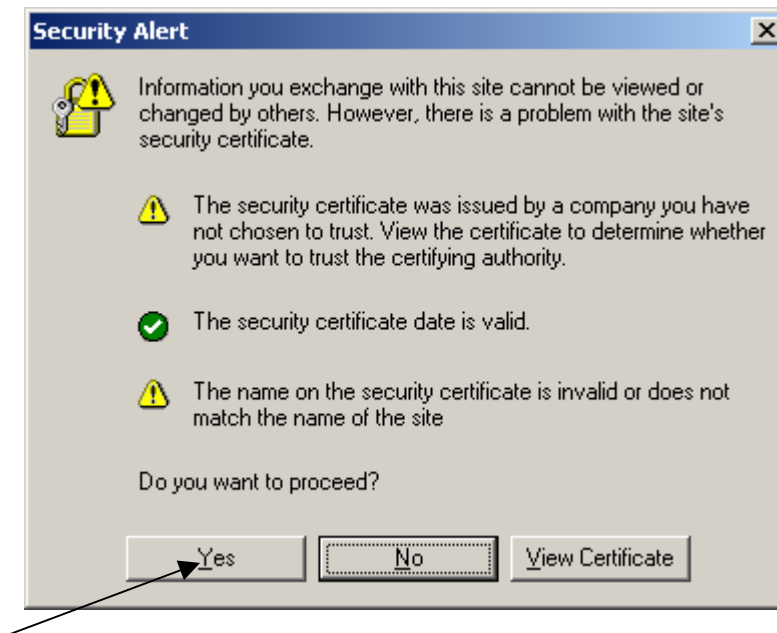 Security Alert
Information you exchange with this site cannot be viewed or
changed by others. However, there is a problem with the site's
security certificate.
The security certificate was issued by a company you have
not chosen to trust. View the certificate to determine whether
you want to trust the certifying authority.
The security certificate date is valid.
The name on the security certificate is invalid or does not
match the name of the site
Do you want to proceed?
Yes No View Certificate